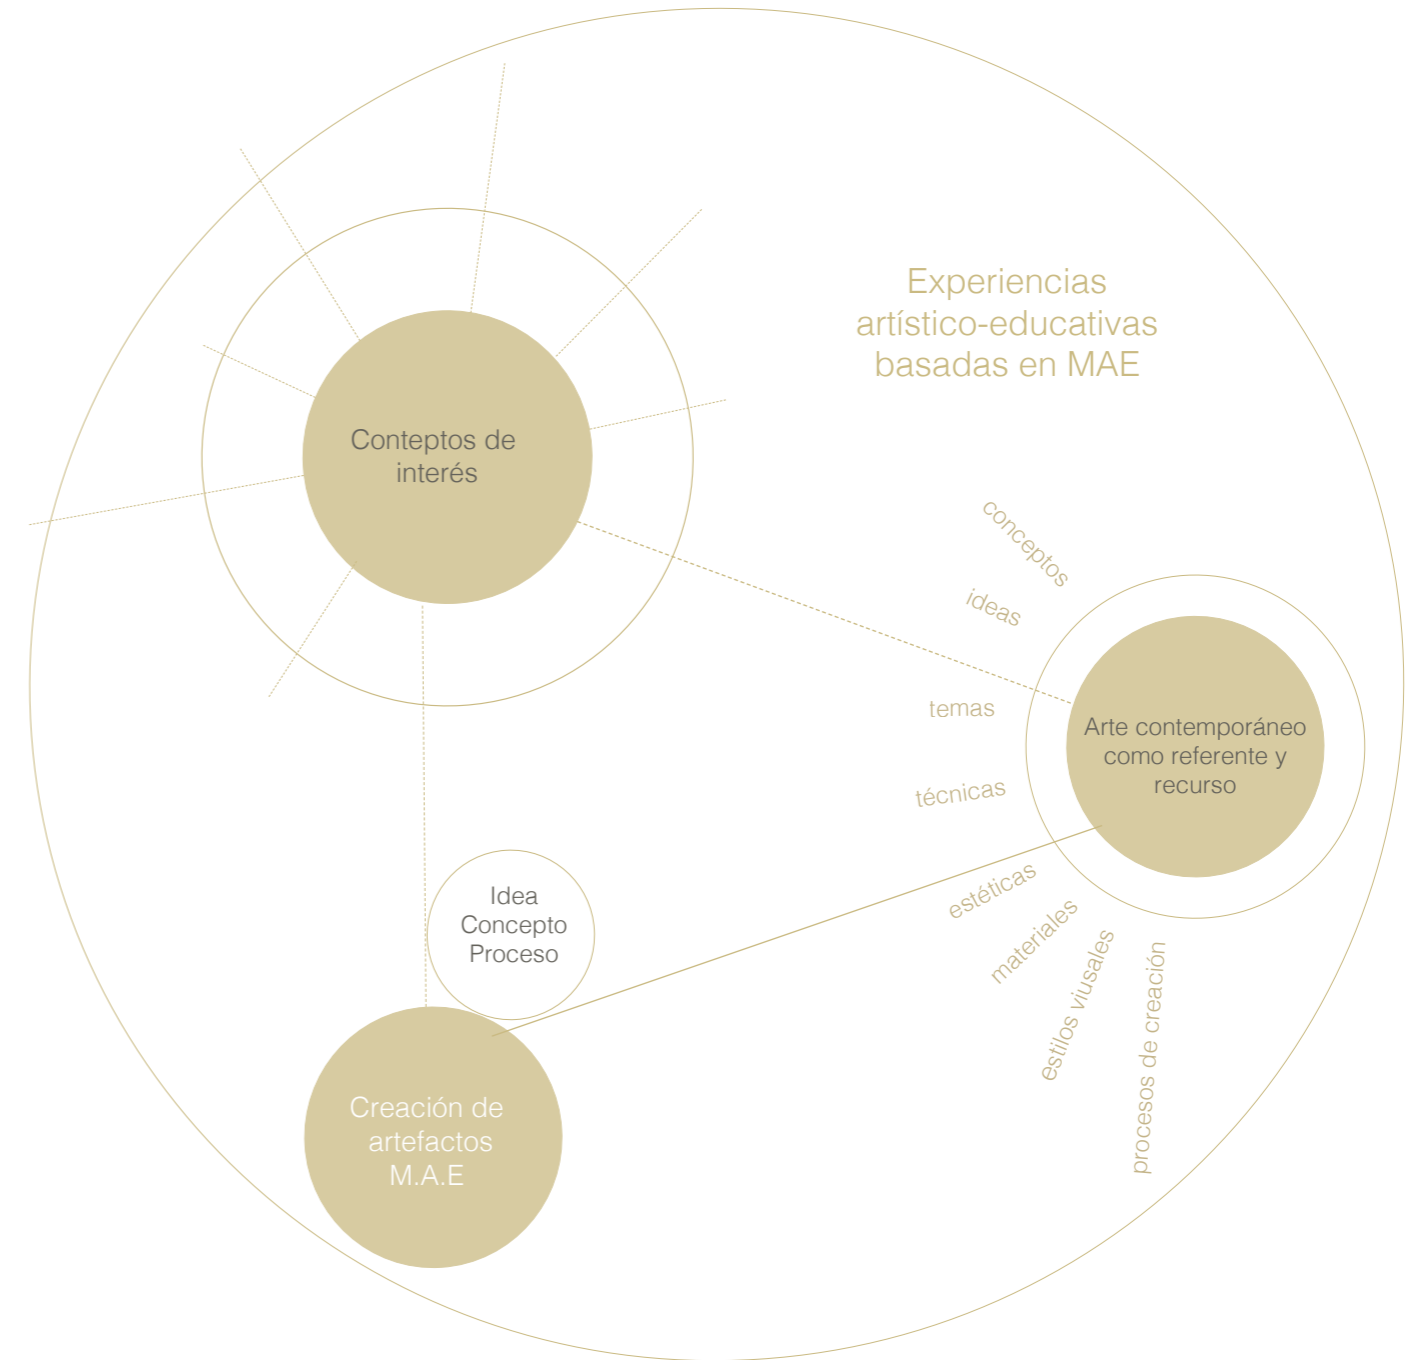 Experiencias
artístico-educativas
basadas en MAE
Conteptos de
interés
conceptos
ideas
temas
técnicas
estéticas
materiales
estilos viusales
procesos de creación
Arte contemporáneo
como referente y
recurso
Idea
Concepto
Proceso
Creación de
artefactos
M.A.E